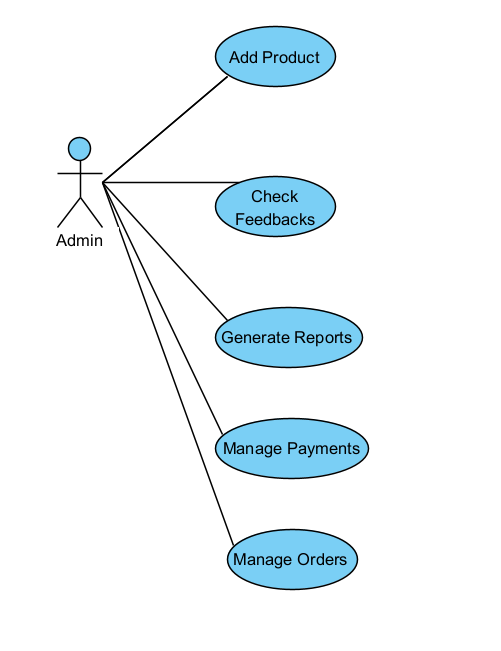 Add Product
Check
Feedbacks
Admin
Generate Reports
Manage Payments
Manage Orders